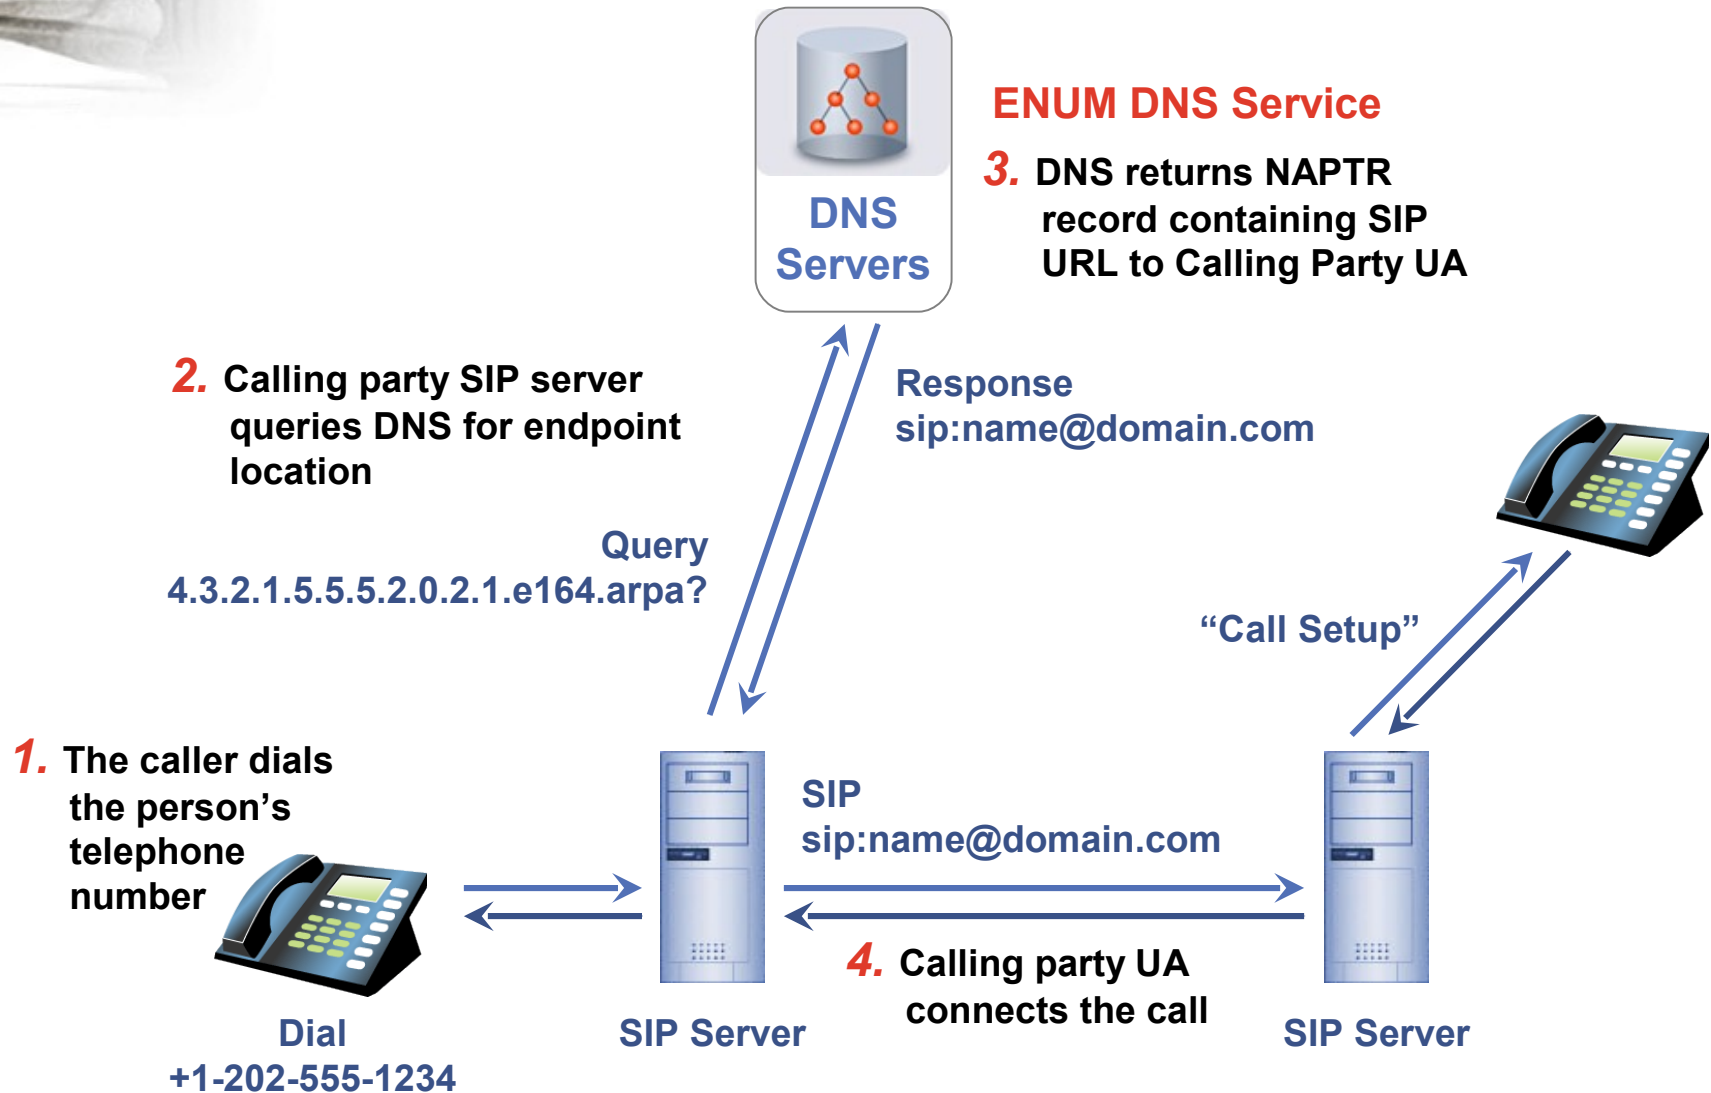 DNS
Servers
ENUM DNS Service
3. DNS returns NAPTR
record containing SIP
URL to Calling Party UA
2. Calling party SIP server
queries DNS for endpoint
location
Response
sip:name@domain.com
Query
4.3.2.1.5.5.5.2.0.2.1.e164.arpa?
“Call Setup”
1. The caller dials
the person’s
telephone
number
SIP
sip:name@domain.com
4. Calling party UA
connects the call
Dial
+1-202-555-1234
SIP Server
SIP Server